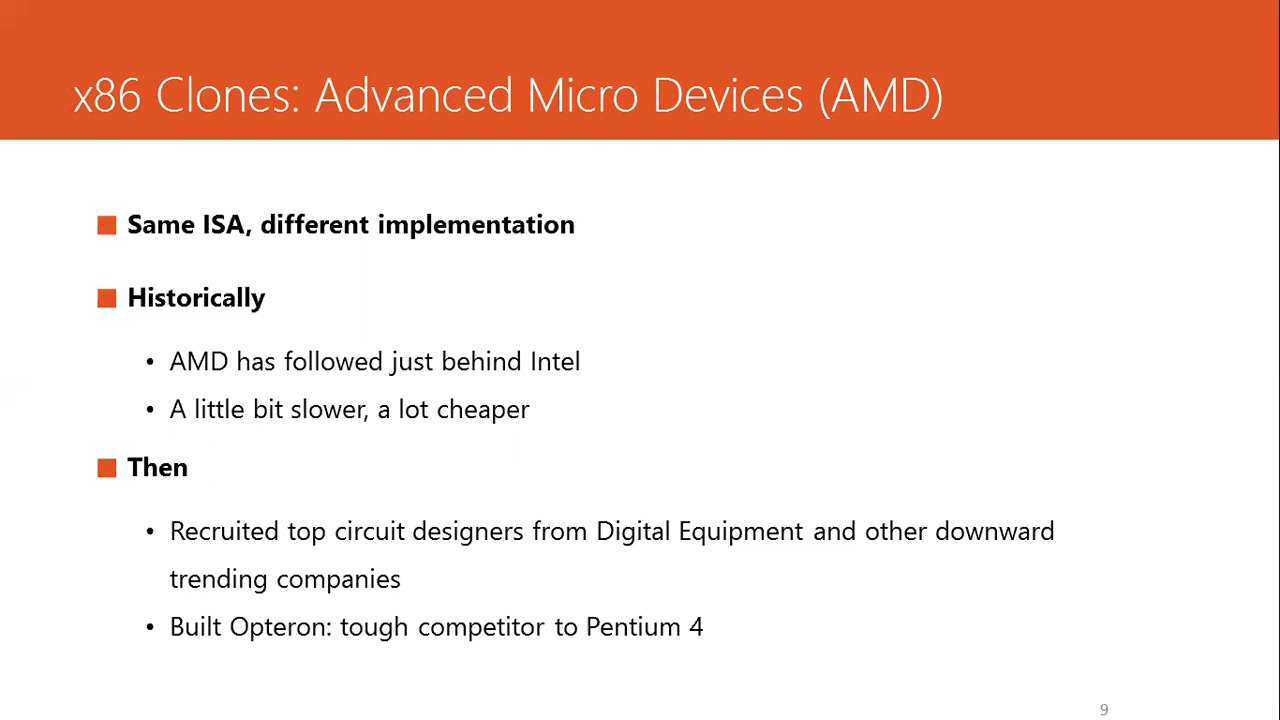 x86 Clones: Advanced Micro Devices (AMD)
Same ISA, different implementation
Historically
• AMD has followed just behind Intel
• A little bit slower, a lot cheaper
Then
• Recruited top circuit designers from Digital Equipment and other downward
trending companies
• Built Opteron: tough competitor to Pentium 4
9